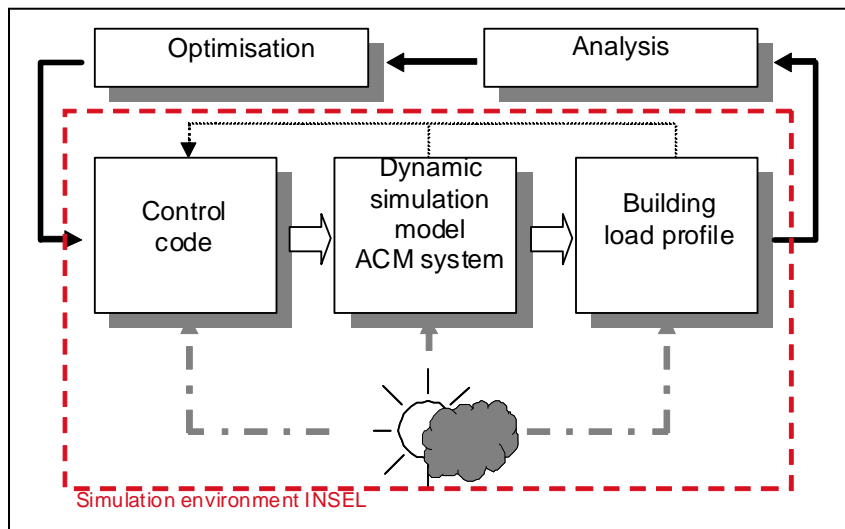 Optimisation
Analysis
Control
code
Dynamic
simulation
model
ACM system
Building
load profile
Simulation environment INSEL